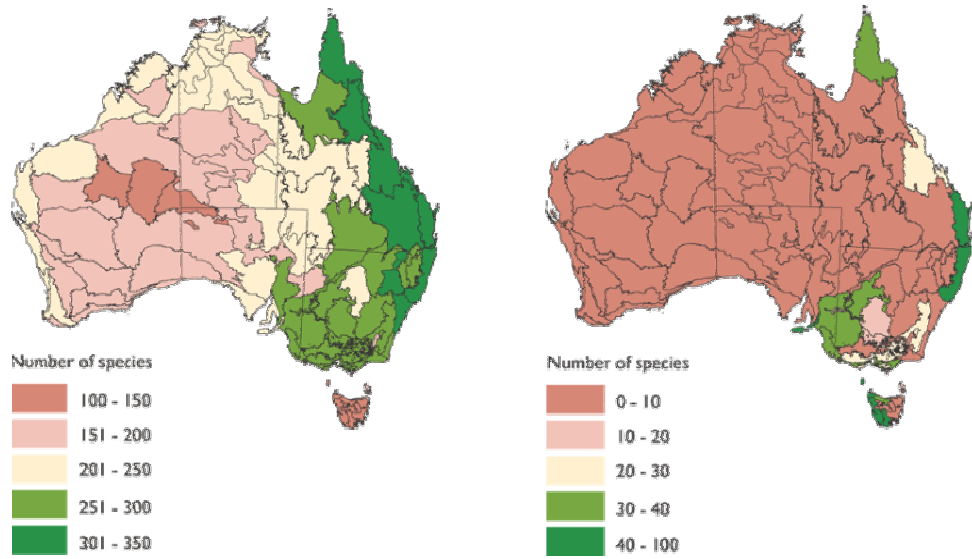 Number of species
100 - 150
151 - 200
201 - 250
251 - 300
301 - 350
Number of species
0 - 10
10 - 20
20 - 30
30 - 40
40 - 100